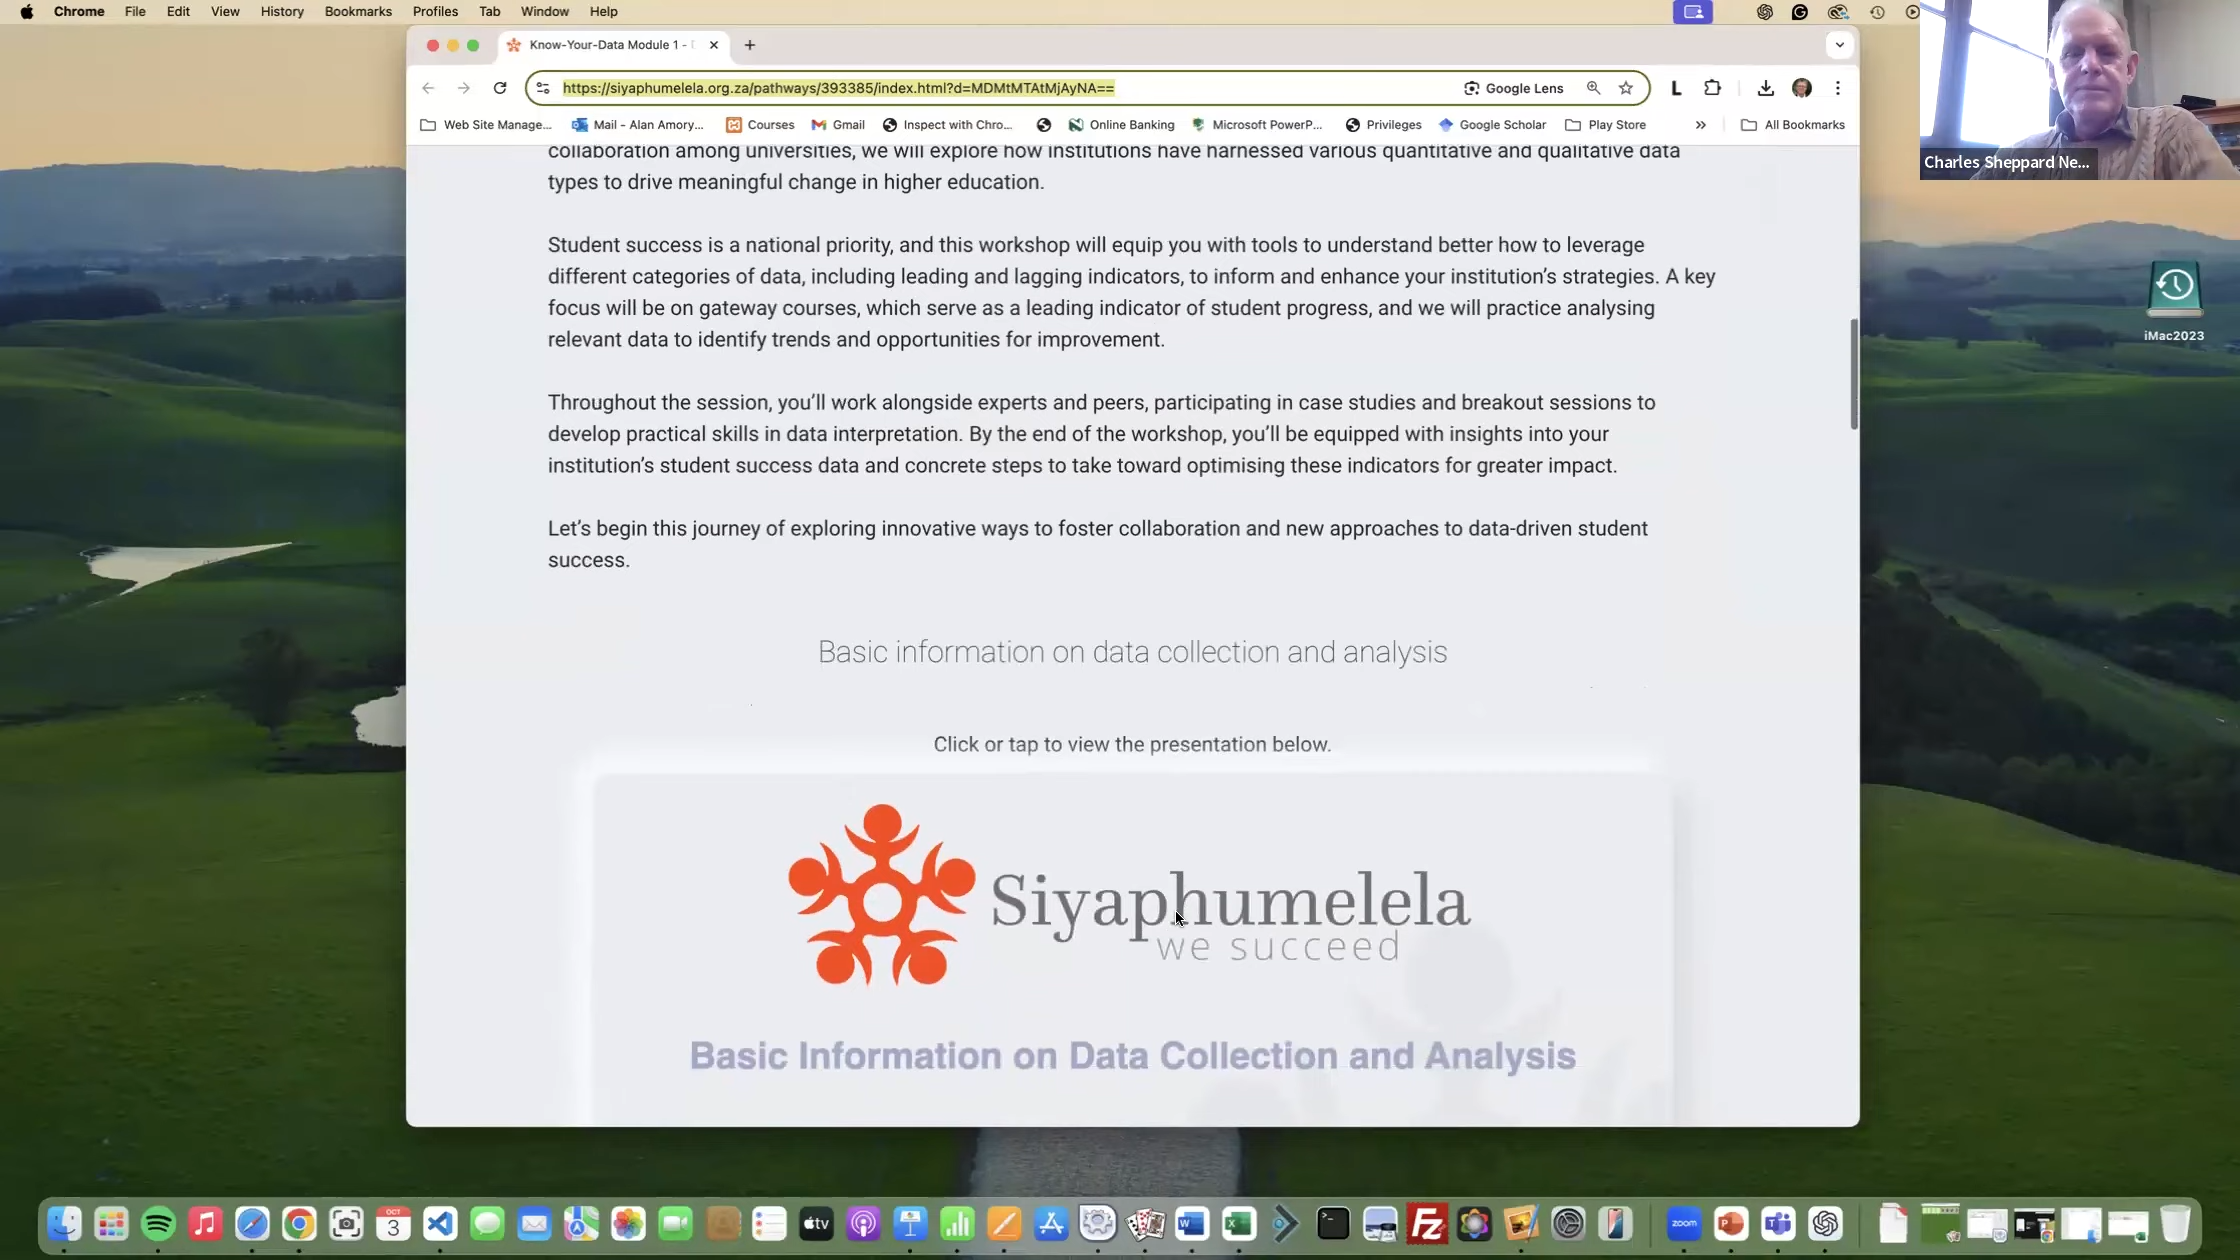 Chrome File Edit View History Bookmarks Profiles Tab Window Help
Know-Your-Data Module 1 -
https://siyaphumelela.org.za/pathways/393385/index.html?d=MDMtMTAtMjAyNA==
Google Lens
L
Web Site Manage... Mail - Alan Amory... Courses Gmail Inspect with Chro... Online Banking Microsoft PowerP... Privileges Google Scholar Play Store » All Bookmarks
Charles Sheppard Ne...
collaboration among universities, we will explore how institutions have harnessed various quantitative and qualitative data
types to drive meaningful change in higher education.
Student success is a national priority, and this workshop will equip you with tools to understand better how to leverage
different categories of data, including leading and lagging indicators, to inform and enhance your institution’s strategies. A key
focus will be on gateway courses, which serve as a leading indicator of student progress, and we will practice analysing
relevant data to identify trends and opportunities for improvement.
iMac2023
Throughout the session, you’ll work alongside experts and peers, participating in case studies and breakout sessions to
develop practical skills in data interpretation. By the end of the workshop, you’ll be equipped with insights into your
institution’s student success data and concrete steps to take toward optimising these indicators for greater impact.
Let’s begin this journey of exploring innovative ways to foster collaboration and new approaches to data-driven student
success.
Basic information on data collection and analysis
Click or tap to view the presentation below.
Siyaphumelela
we succeed
Basic Information on Data Collection and Analysis
OCT
3
tv
W
X
>_
Fz
zoom
P
T